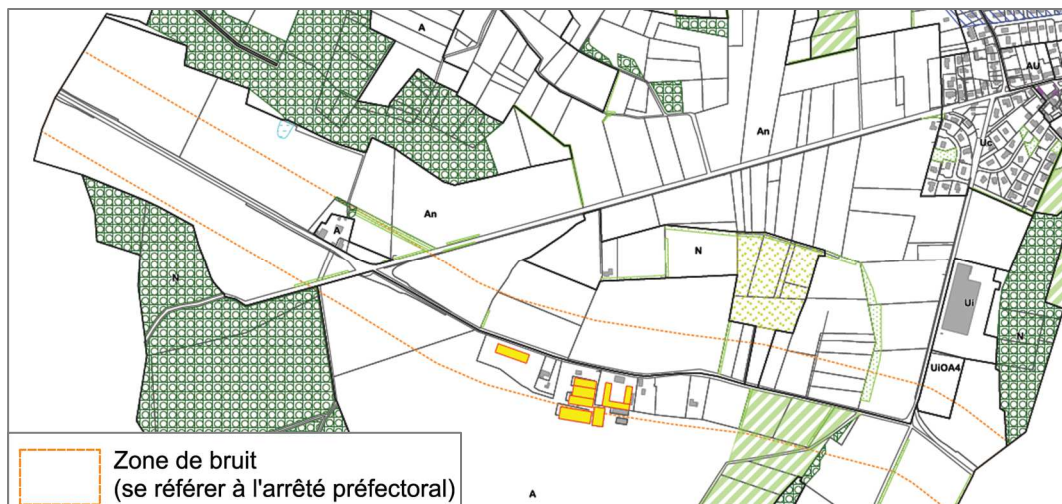 A
AU
An
Uc
An
A
N
N
Ui
N
UiOA4
Zone de bruit
(se référer à l'arrêté préfectoral)
A